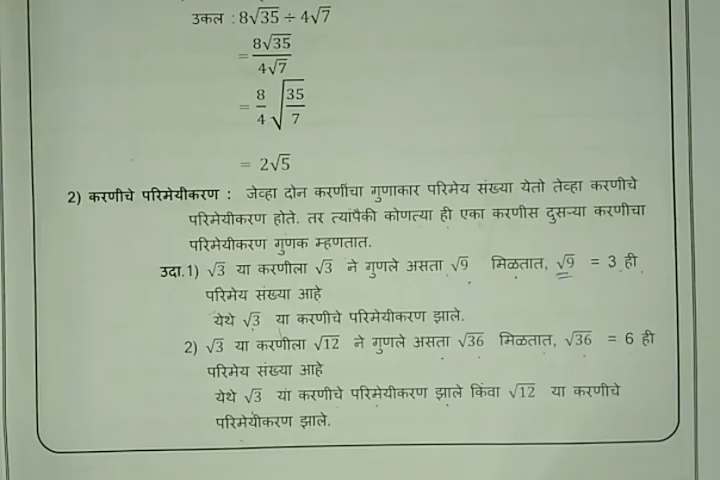 उकल : 8√35 ÷ 4√7
= 8√35 / 4√7
= 8/4 √(35/7)
= 2√5
2) करणीचे परिमेयीकरण : जेव्हा दोन करणींचा गुणाकार परिमेय संख्या येतो तेव्हा करणीचे
परिमेयीकरण होते. तर त्यांपैकी कोणत्या ही एका करणीस दुसऱ्या करणीचा
परिमेयीकरण गुणक म्हणतात.
उदा.1) √3 या करणीला √3 ने गुणले असता √9 मिळतात, √9 = 3 ही
परिमेय संख्या आहे
येथे √3 या करणीचे परिमेयीकरण झाले.
2) √3 या करणीला √12 ने गुणले असता √36 मिळतात, √36 = 6 ही
परिमेय संख्या आहे
येथे √3 या करणीचे परिमेयीकरण झाले किंवा √12 या करणीचे
परिमेयीकरण झाले.